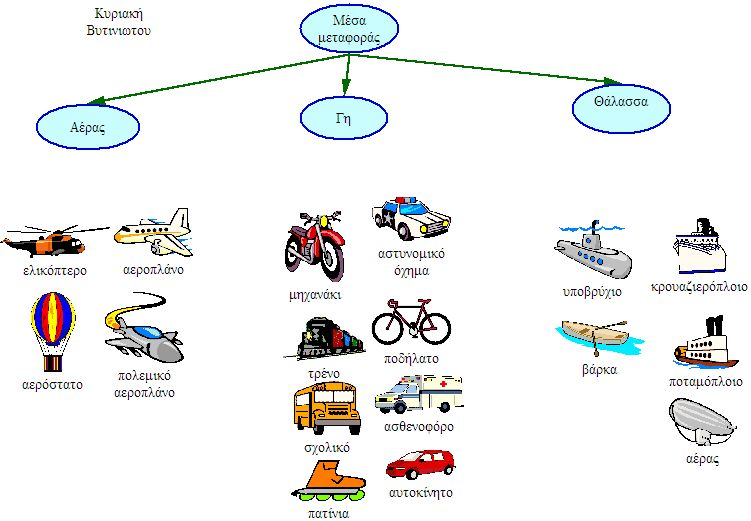 Κυριακή
Βυτινιωτου
Μέσα
μεταφοράς
Αέρας
Γη
Θάλασσα
ελικόπτερο
αεροπλάνο
αερόστατο
πολεμικό
αεροπλάνο
μηχανάκι
αστυνομικό
όχημα
τρένο
ποδήλατο
σχολικό
ασθενοφόρο
πατίνια
αυτοκίνητο
υποβρύχιο
κρουαζιερόπλοιο
βάρκα
ποταμόπλοιο
αέρας